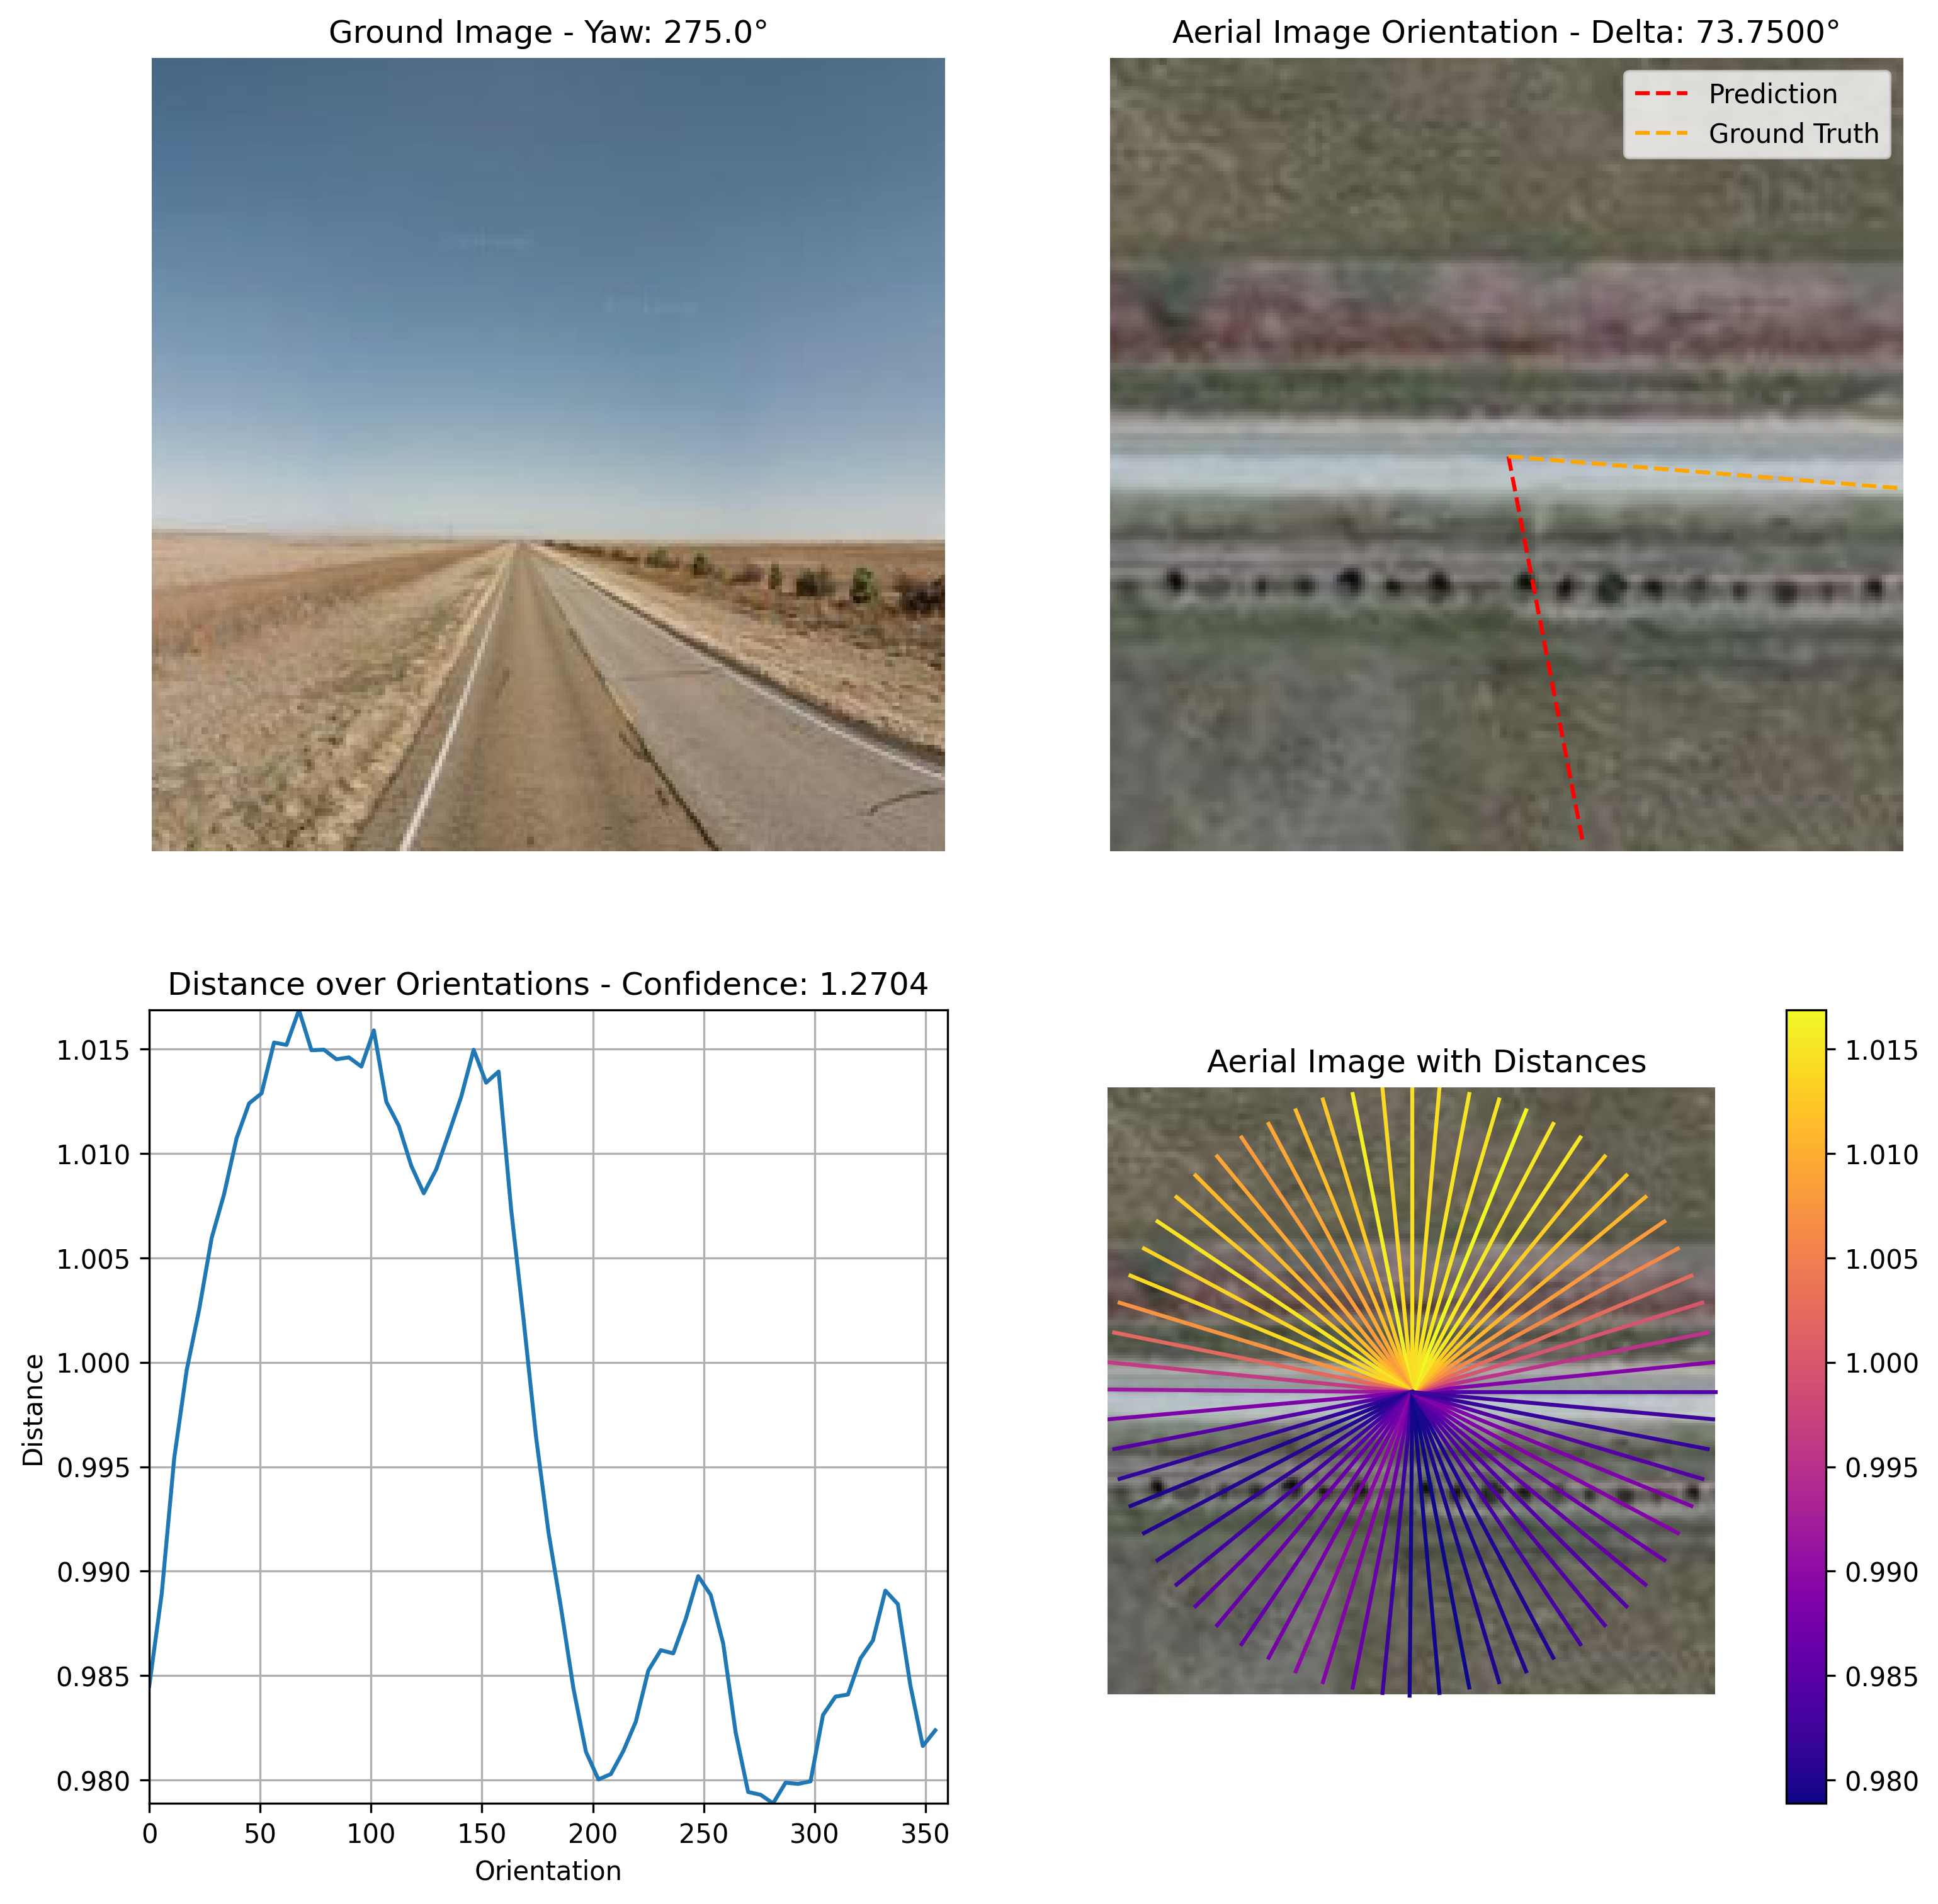 Ground Image - Yaw: 275.0°
Aerial Image Orientation - Delta: 73.7500°
Prediction
Ground Truth
Distance over Orientations - Confidence: 1.2704
1.015
1.010
1.005
1.000
0.995
0.990
0.985
0.980
Distance
0 50 100 150 200 250 300 350
Orientation
Aerial Image with Distances
1.015
1.010
1.005
1.000
0.995
0.990
0.985
0.980